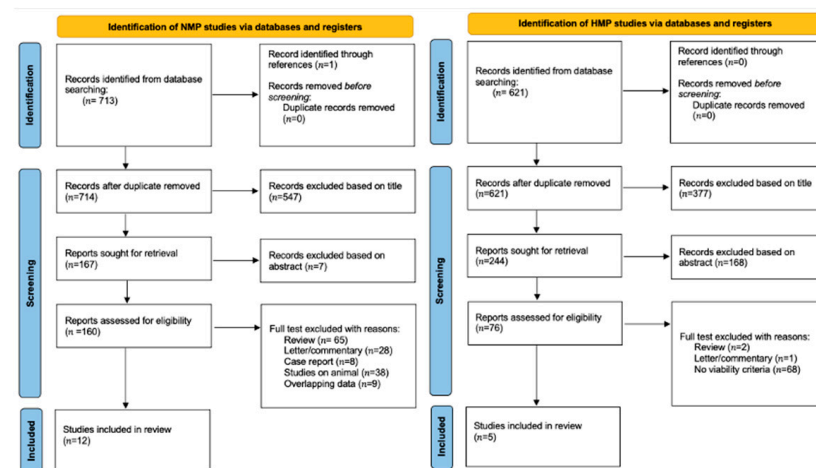 Identification of NMP studies via databases and registers
Identification
Records identified from database
searching:
(n= 713)
Record identified through
references (n=1)
Records removed before
screening:
Duplicate records removed
(n=0)
Screening
Records after duplicate removed
(n=714)
Records excluded based on title
(n=547)
Reports sought for retrieval
(n=167)
Records excluded based on
abstract (n=7)
Reports assessed for eligibility
(n =160)
Full test excluded with reasons:
Review (n= 65)
Letter/commentary (n=28)
Case report (n=8)
Studies on animal (n=38)
Overlapping data (n=9)
Included
Studies included in review
(n=12)
Identification of HMP studies via databases and registers
Identification
Records identified from database
searching:
(n= 621)
Record identified through
references (n=0)
Records removed before
screening:
Duplicate records removed
(n=0)
Screening
Records after duplicate removed
(n=621)
Records excluded based on title
(n=377)
Reports sought for retrieval
(n=244)
Records excluded based on
abstract (n=168)
Reports assessed for eligibility
(n=76)
Full test excluded with reasons:
Review (n=2)
Letter/commentary (n=1)
No viability criteria (n=68)
Included
Studies included in review
(n=5)